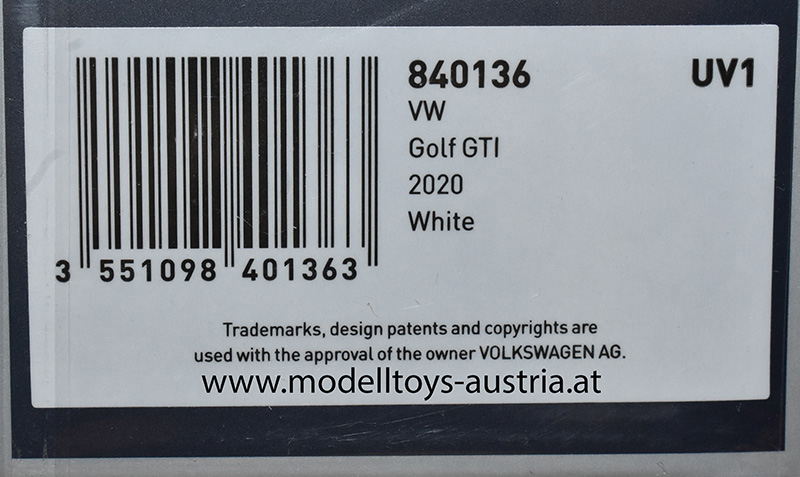 840136 UV1
VW
Golf GTI
2020
White
3 551098 401363
Trademarks, design patents and copyrights are
used with the approval of the owner VOLKSWAGEN AG.
www.modelltoys-austria.at